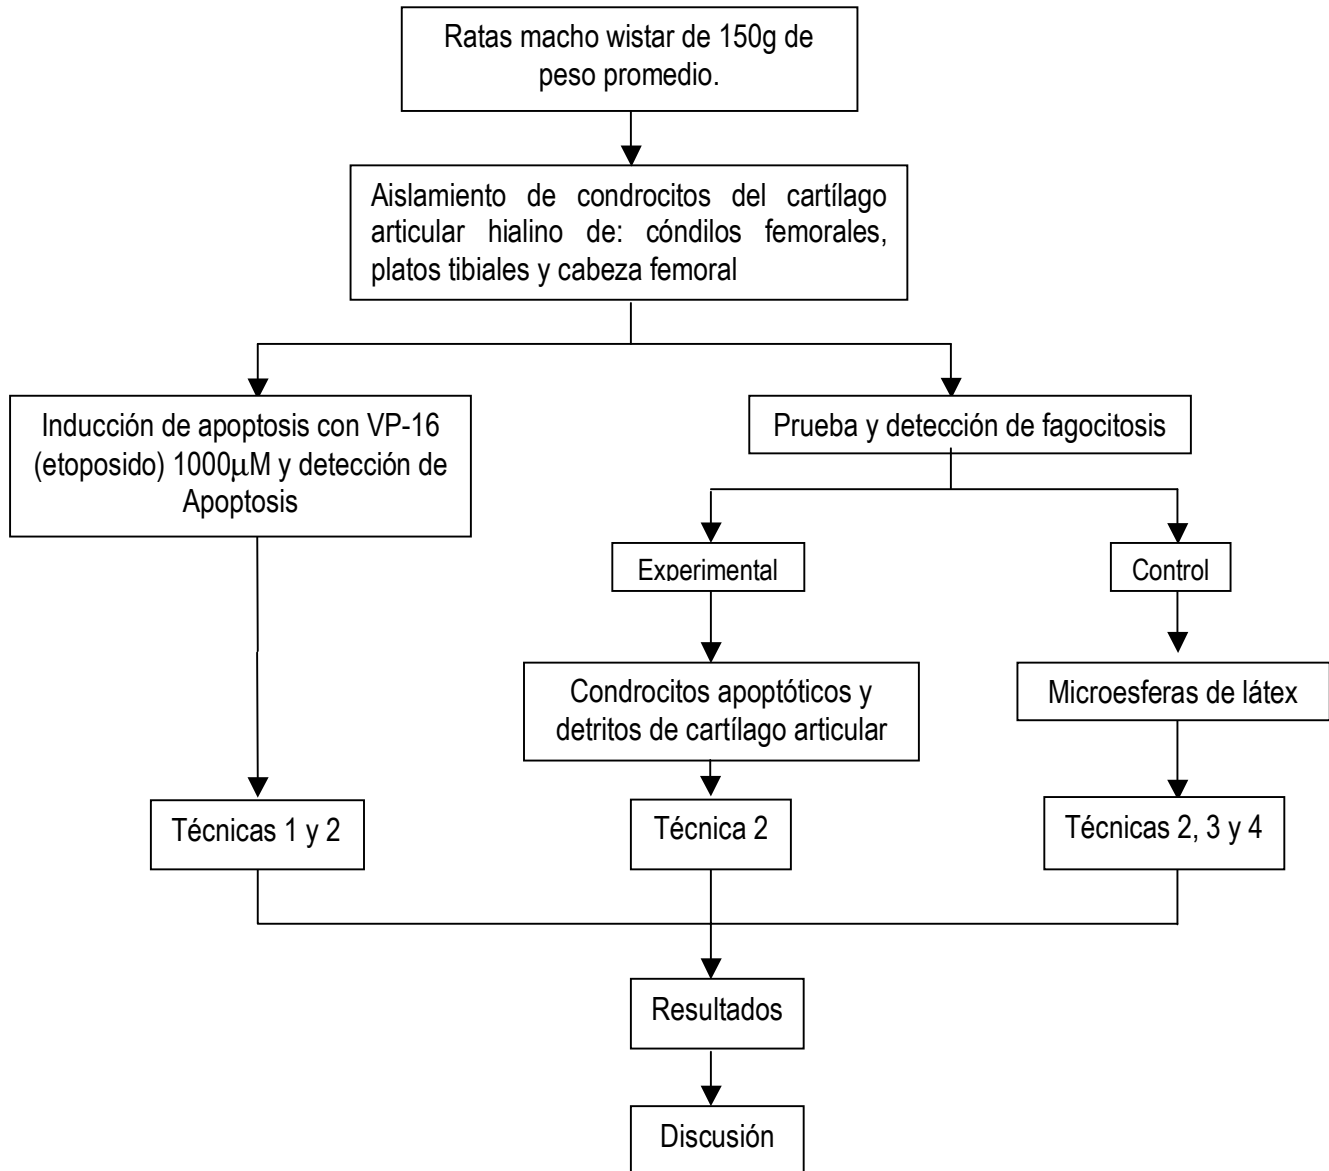 Ratas macho wistar de 150g de
peso promedio.
Aislamiento de condrocitos del cartílago
articular hialino de: cóndilos femorales,
platos tibiales y cabeza femoral
Inducción de apoptosis con VP-16
(etoposido) 1000µM y detección de
Apoptosis
Prueba y detección de fagocitosis
Experimental
Control
Condrocitos apoptóticos y
detritos de cartílago articular
Microesferas de látex
Técnicas 1 y 2
Técnica 2
Técnicas 2, 3 y 4
Resultados
Discusión